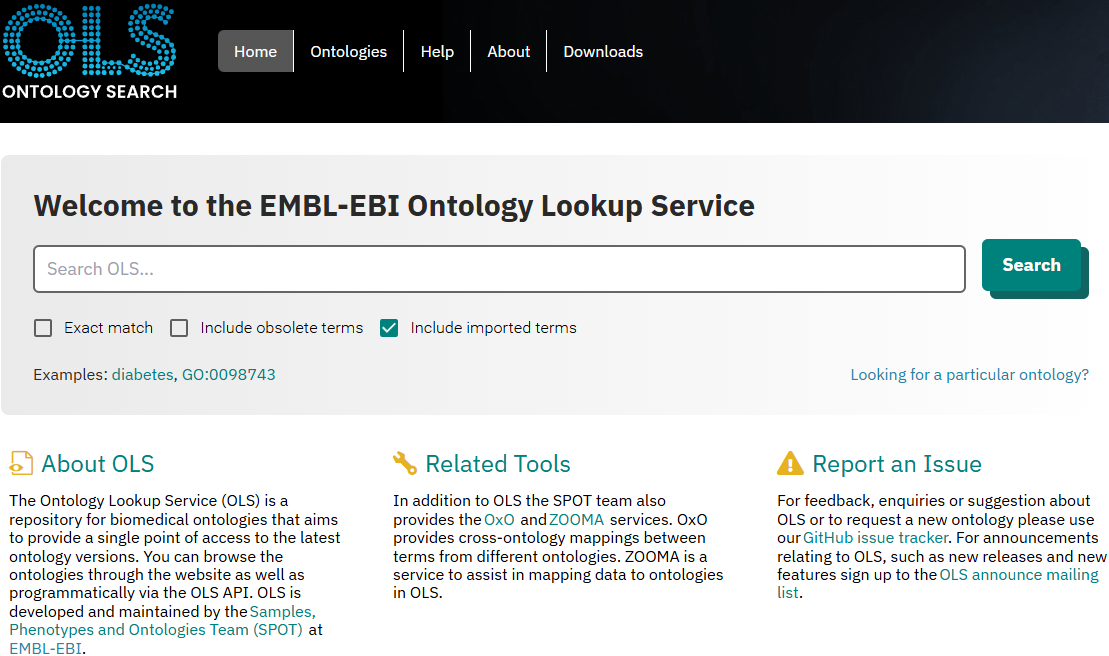 OLS
ONTOLOGY SEARCH
Home
Ontologies
Help
About
Downloads
Welcome to the EMBL-EBI Ontology Lookup Service
Search OLS...
Search
Exact match
Include obsolete terms
Include imported terms
Examples: diabetes, GO:0098743
Looking for a particular ontology?
About OLS
The Ontology Lookup Service (OLS) is a
repository for biomedical ontologies that aims
to provide a single point of access to the latest
ontology versions. You can browse the
ontologies through the website as well as
programmatically via the OLS API. OLS is
developed and maintained by the Samples,
Phenotypes and Ontologies Team (SPOT) at
EMBL-EBI.
Related Tools
In addition to OLS the SPOT team also
provides the OxO and ZOOMA services. OxO
provides cross-ontology mappings between
terms from different ontologies. ZOOMA is a
service to assist in mapping data to ontologies
in OLS.
Report an Issue
For feedback, enquiries or suggestion about
OLS or to request a new ontology please use
our GitHub issue tracker. For announcements
relating to OLS, such as new releases and new
features sign up to the OLS announce mailing
list.